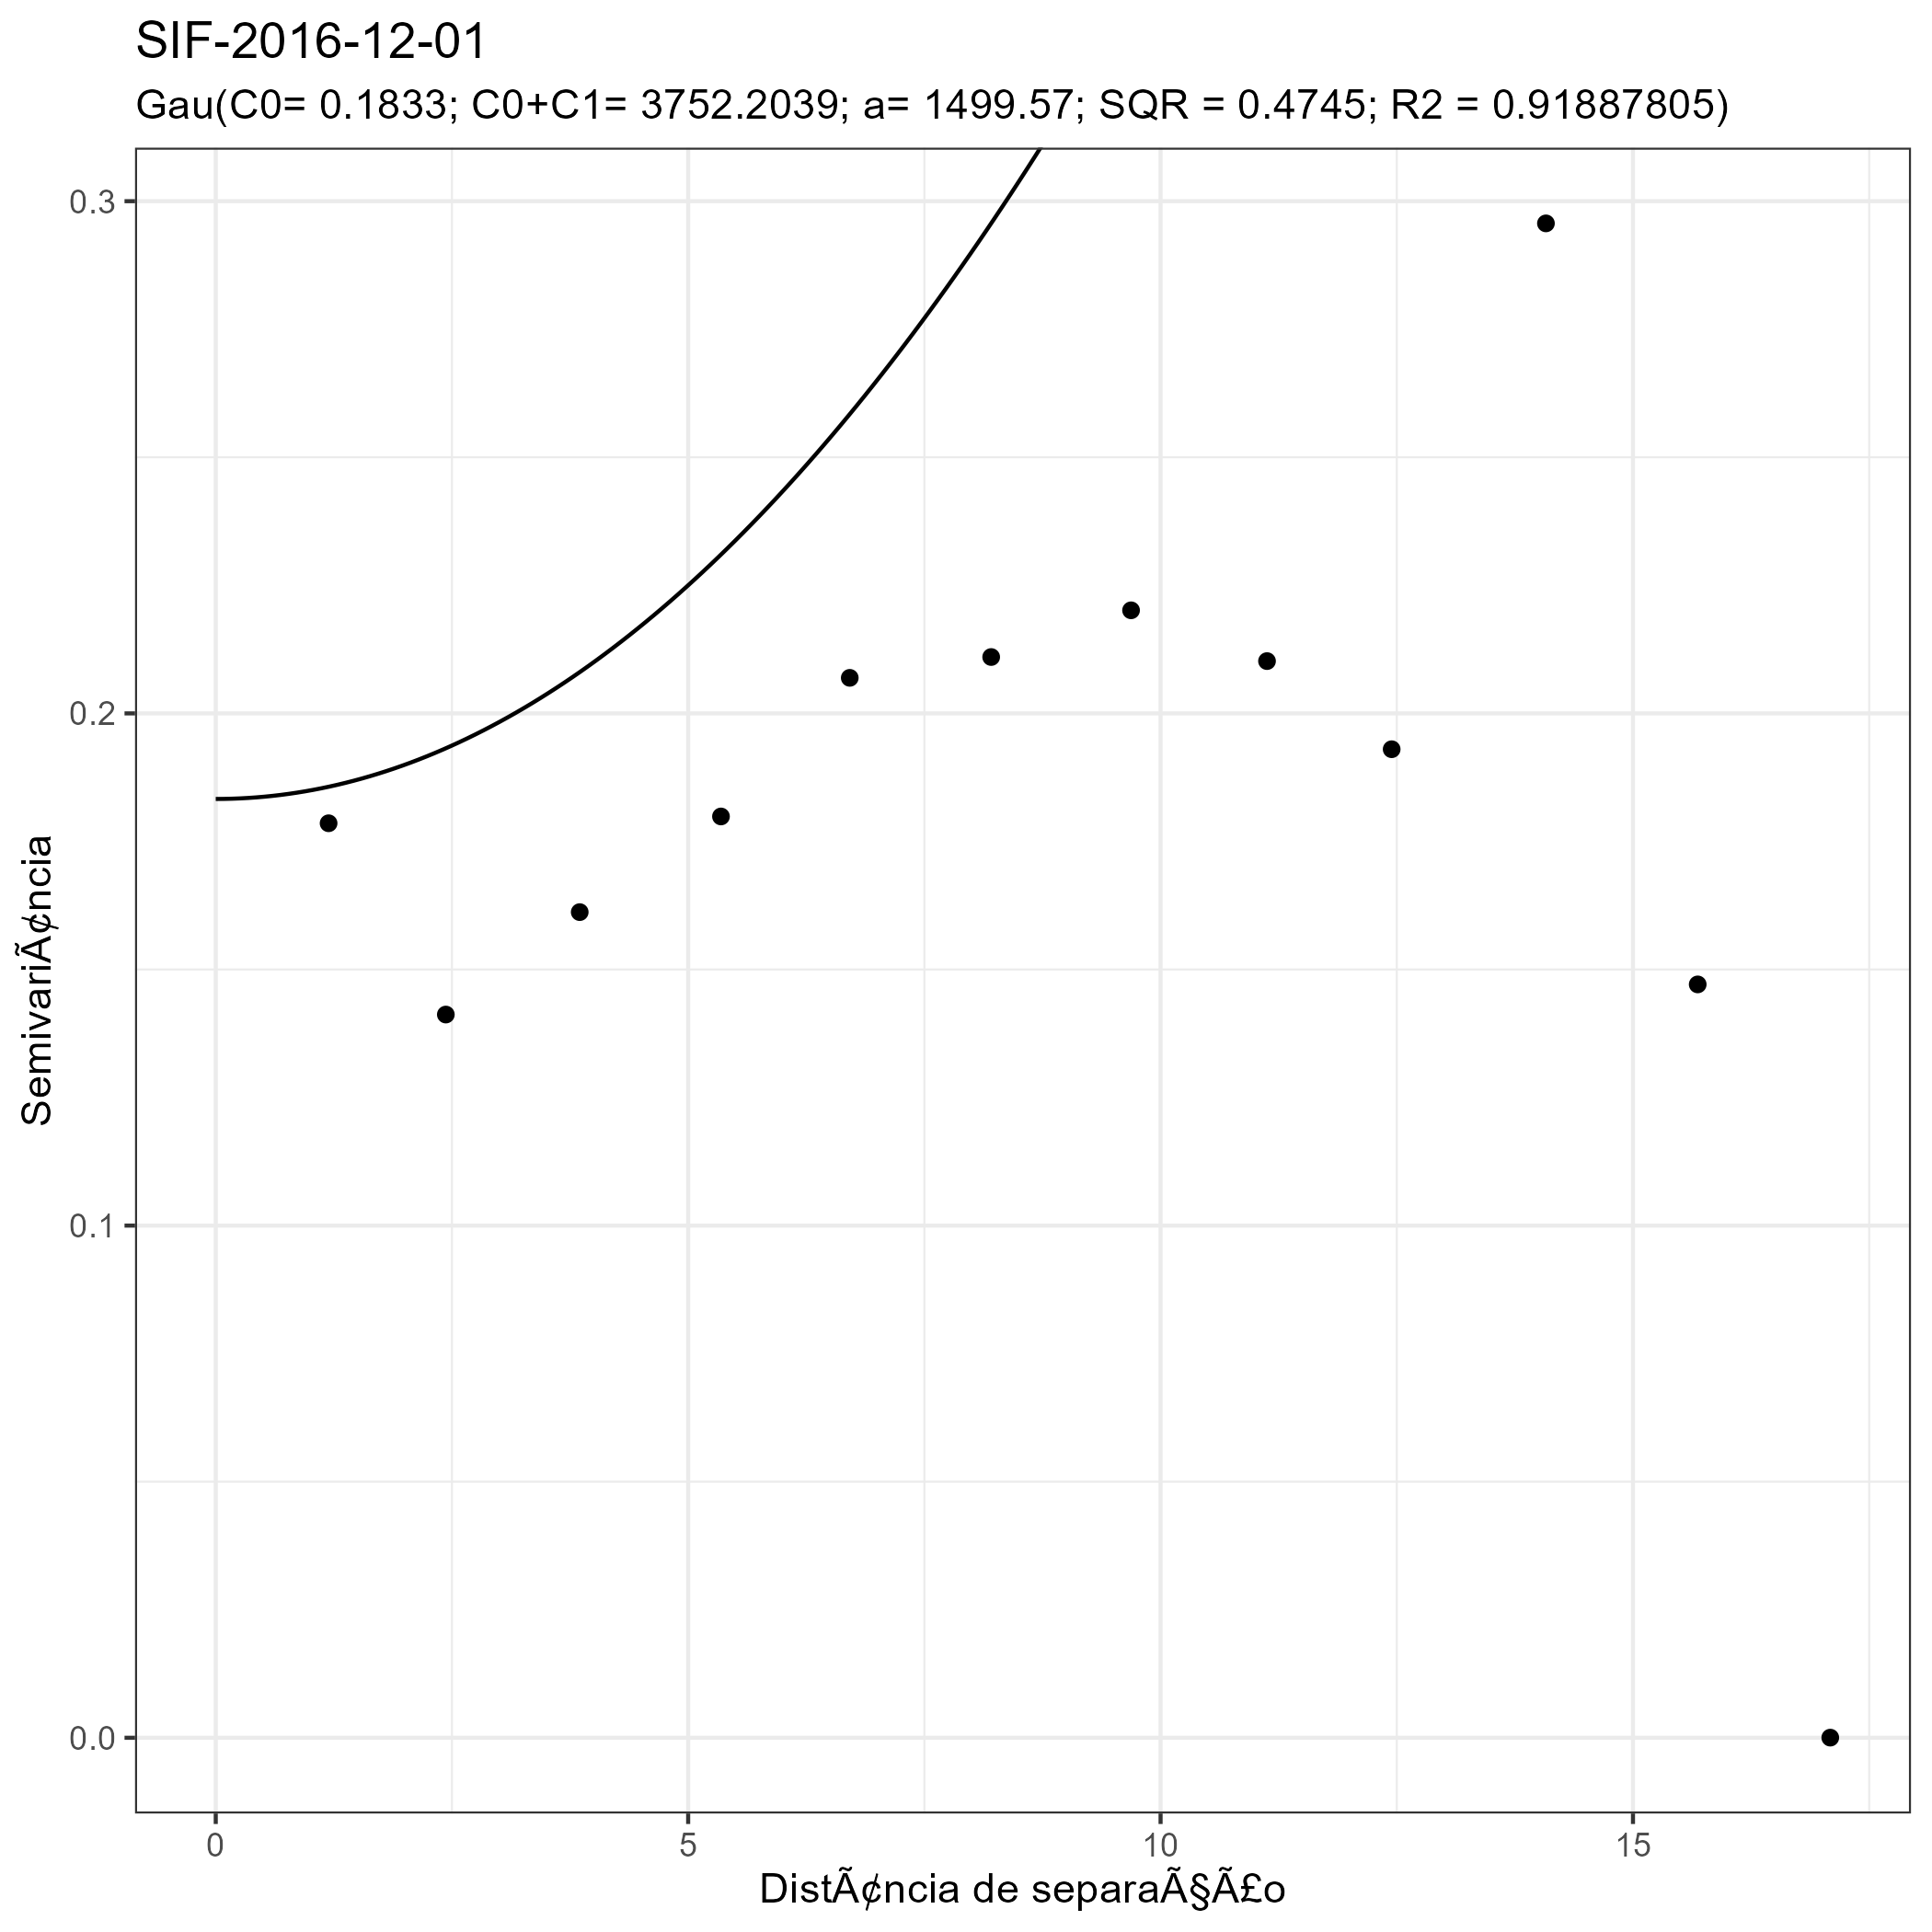 SIF-2016-12-01
Gau(C0= 0.1833; C0+C1= 3752.2039; a= 1499.57; SQR = 0.4745; R2 = 0.91887805)
0.3
0.2
0.1
0.0
SemivariÃ¢ncia
0 5 10 15
DistÃ¢ncia de separaÃ§Ã£o